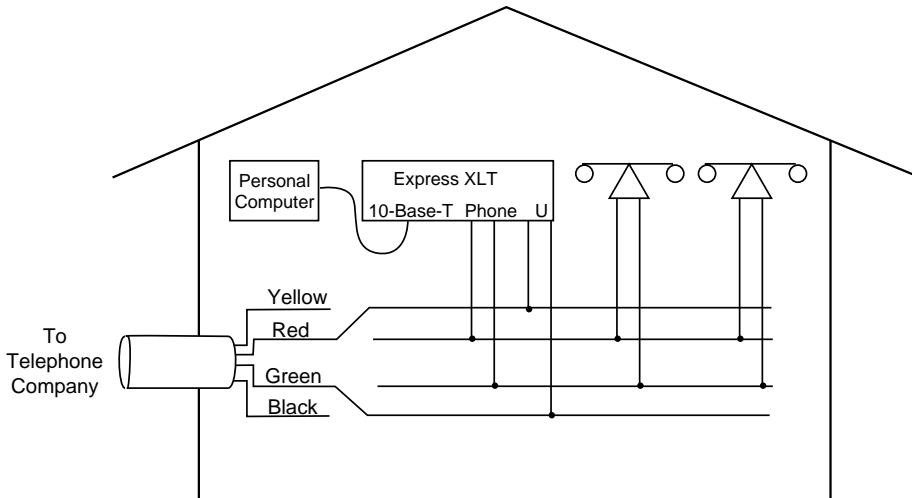 Personal
Computer
Express XLT
10-Base-T Phone U
Yellow
Red
Green
Black
To
Telephone
Company